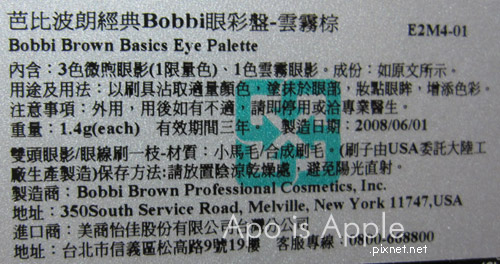 芭比波朗經典Bobbi眼彩盤-雲霧棕
E2M4-01
Bobbi Brown Basics Eye Palette
內含：3色微煦眼影(1限量色)、1色雲霧眼影。成份：如原文所示。
用途及用法：以刷具沾取適量顏色，塗抹於眼部，妝點眼眸，增添色彩。
注意事項：外用，用後如有不適，請即停用或洽專業醫生。
重量：1.4g(each) 有效期間三年 製造日期：2008/06/01
雙頭眼影/眼線刷一枝-材質：小馬毛/合成刷毛 (刷子由USA委託大陸工
廠生產製造)保存方法:請放置陰涼乾燥處，避免陽光直射。
製造商：Bobbi Brown Professional Cosmetics, Inc.
地址：350South Service Road, Melville, New York 11747,USA
進口商：美商怡佳股份有限公司台灣分公司
地址：台北市信義區松高路9號19樓 客服專線：0800-668800
Apo is Apple
pixnet.net